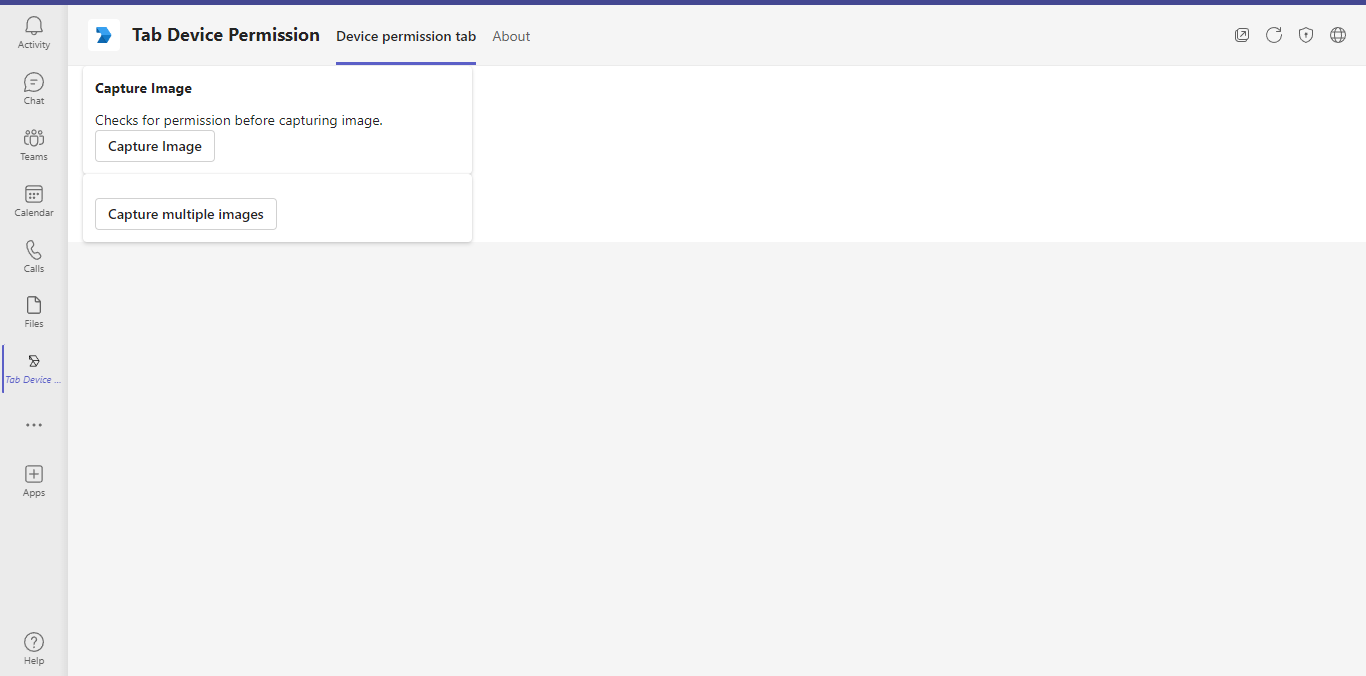 Activity
Chat
Teams
Calendar
Calls
Files
Tab Device ...
Apps
Help
Tab Device Permission
Device permission tab
About
Capture Image
Checks for permission before capturing image.
Capture Image
Capture multiple images